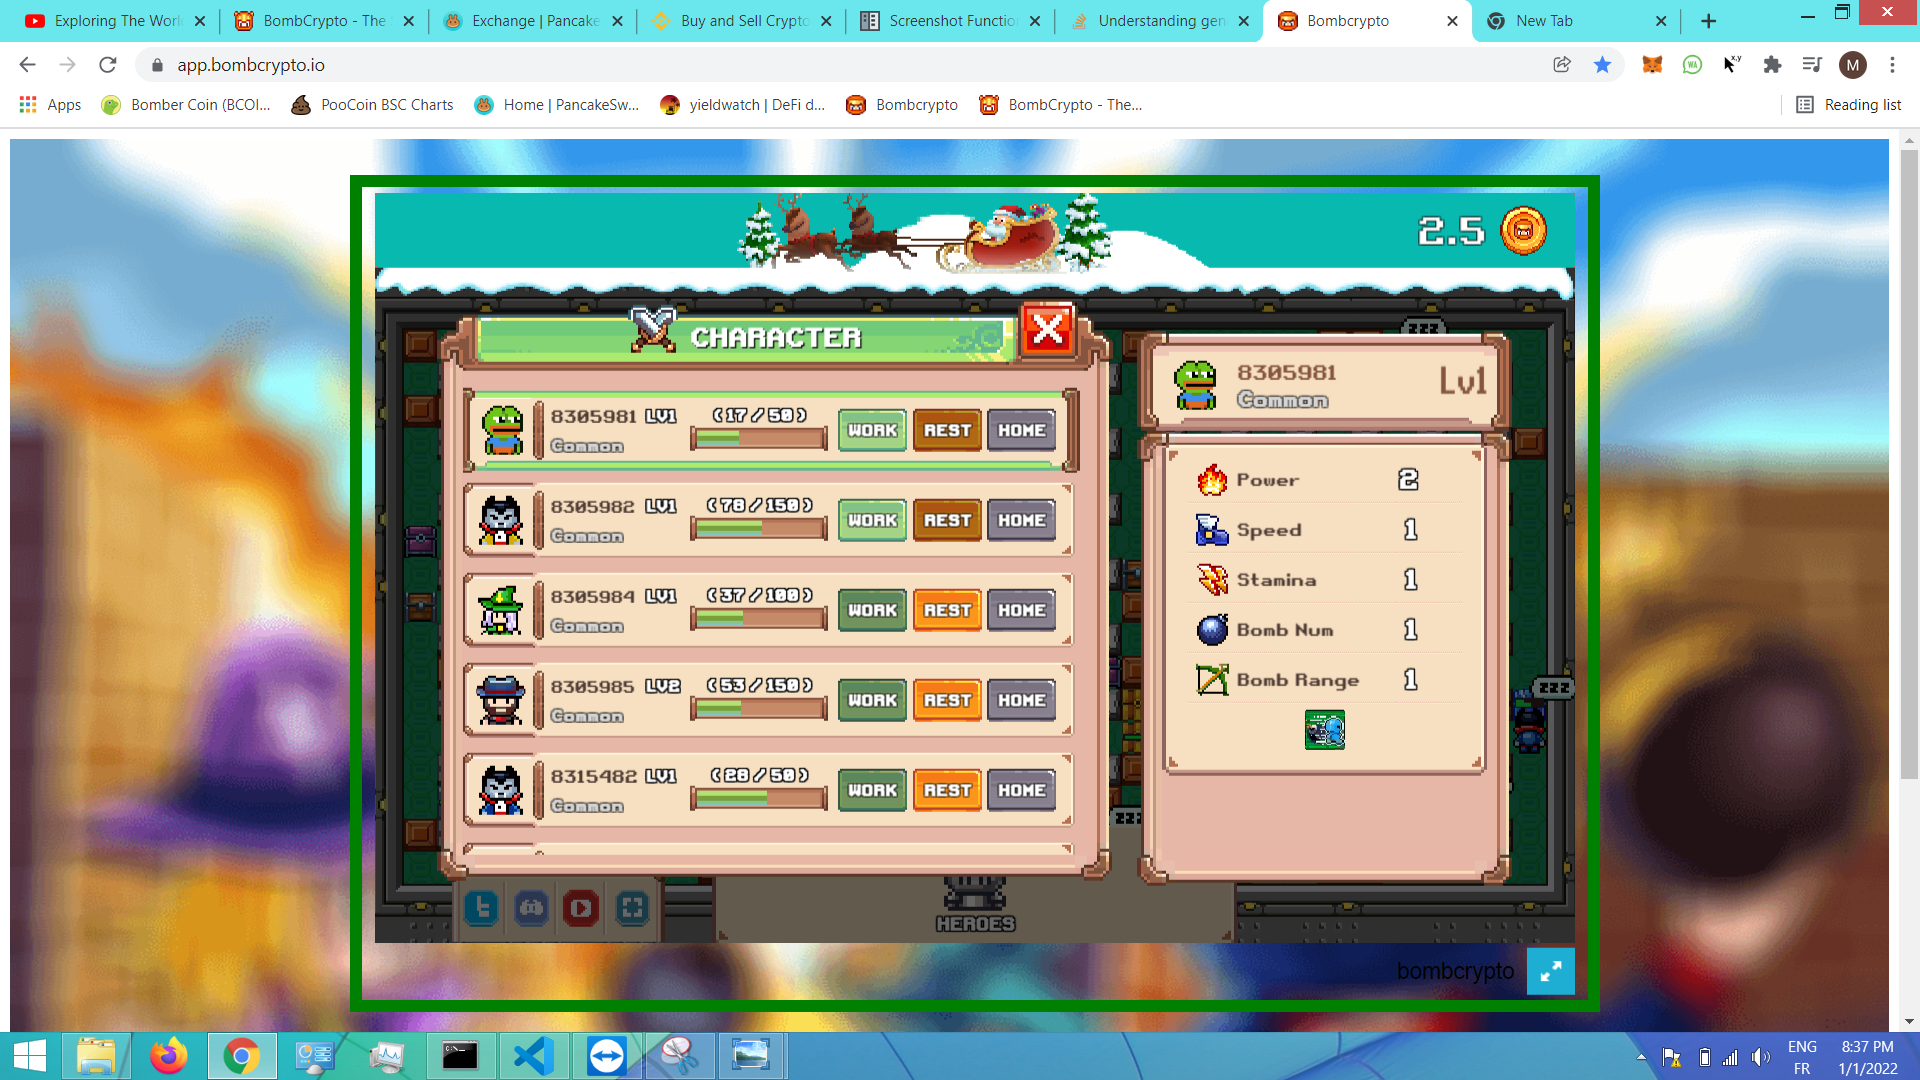 Exploring The Worl
BombCrypto - The
Exchange | Pancake
Buy and Sell Crypto
Screenshot Functio
Understanding gen
Bombcrypto
New Tab
app.bombcrypto.io
M
Apps
Bomber Coin (BCOI...
PooCoin BSC Charts
Home | PancakeSw...
yieldwatch | DeFi d...
Bombcrypto
BombCrypto - The...
Reading list
2.5
CHARACTER
zzz
8305981 LV1 (17/50)
Common
WORK REST HOME
8305982 LV1 (78/150)
Common
WORK REST HOME
8305984 LV1 (37/100)
Common
WORK REST HOME
8305985 LV2 (53/150)
Common
WORK REST HOME
8315482 LV1 (28/50)
Common
WORK REST HOME
8305981
Common
Lv1
Power 2
Speed 1
Stamina 1
Bomb Num 1
Bomb Range 1
zzz
zzz
HEROES
bombcrypto
ENG
FR
8:37 PM
1/1/2022